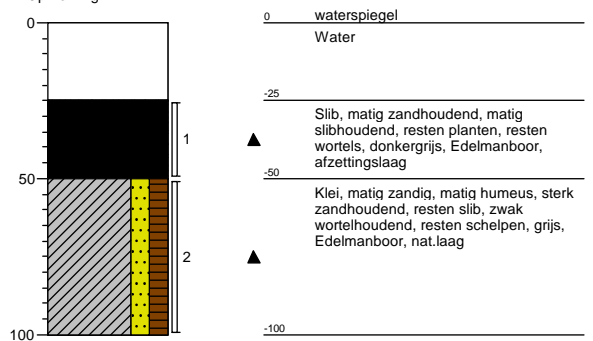 0
50
100
1
2
0 waterspiegel
Water
-25
Slib, matig zandhoudend, matig
slibhoudend, resten planten, resten
wortels, donkergrijs, Edelmanboor,
afzettingslaag
-50
Klei, matig zandig, matig humeus, sterk
zandhoudend, resten slib, zwak
wortelhoudend, resten schelpen, grijs,
Edelmanboor, nat.laag
-100